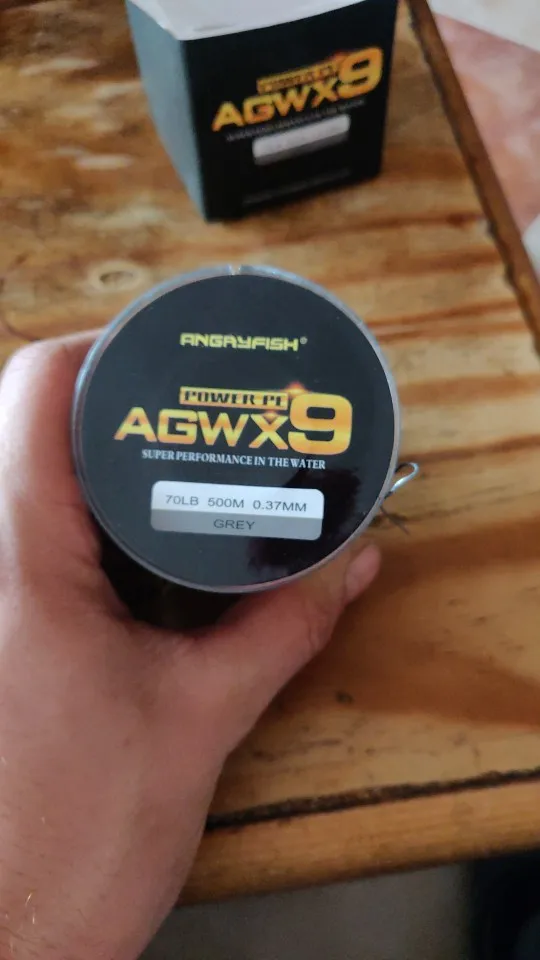 POWER PE
AGWX9
ANGRYFISH®
POWER PE
AGWX9
SUPER PERFORMANCE IN THE WATER
70LB 500M 0.37MM
GREY